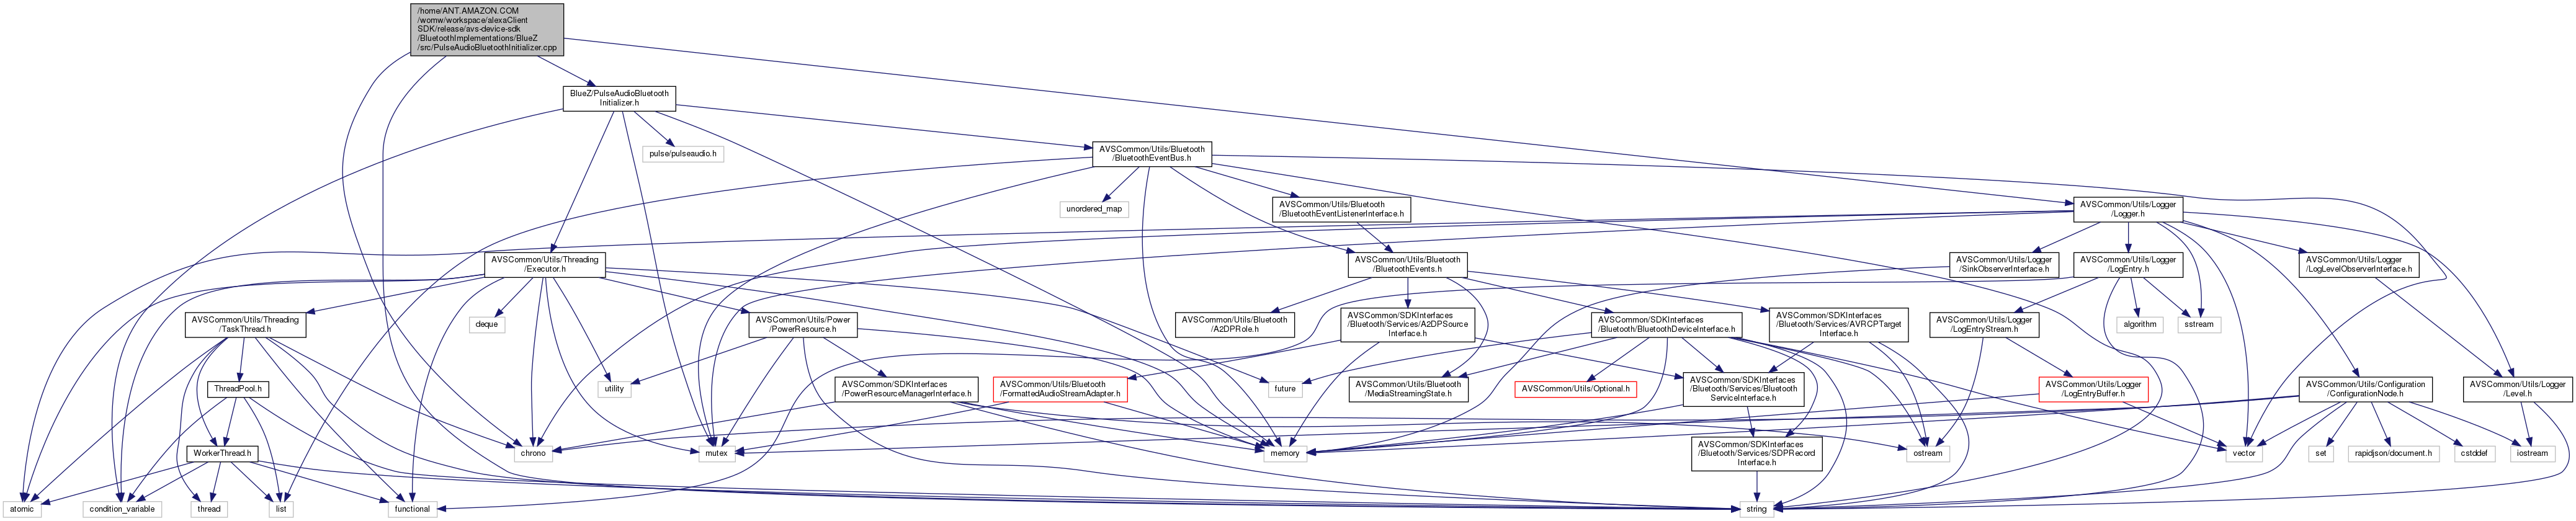 /home/ANT.AMAZON.COM
/womw/workspace/alexaClient
SDK/release/avs-device-sdk
/BluetoothImplementations/BlueZ
/src/PulseAudioBluetoothInitializer.cpp
BlueZ/PulseAudioBluetooth
Initializer.h
pulse/pulseaudio.h
AVSCommon/Utils/Bluetooth
/BluetoothEventBus.h
unordered_map
AVSCommon/Utils/Bluetooth
/BluetoothEventListenerInterface.h
AVSCommon/Utils/Logger
/Logger.h
AVSCommon/Utils/Threading
/Executor.h
AVSCommon/Utils/Bluetooth
/BluetoothEvents.h
AVSCommon/Utils/Logger
/SinkObserverInterface.h
AVSCommon/Utils/Logger
/LogEntry.h
AVSCommon/Utils/Logger
/LogLevelObserverInterface.h
AVSCommon/Utils/Threading
/TaskThread.h
deque
AVSCommon/Utils/Power
/PowerResource.h
AVSCommon/Utils/Bluetooth
/A2DPRole.h
AVSCommon/SDKInterfaces
/Bluetooth/Services/A2DPSource
Interface.h
AVSCommon/SDKInterfaces
/Bluetooth/BluetoothDeviceInterface.h
AVSCommon/SDKInterfaces
/Bluetooth/Services/AVRCPTarget
Interface.h
AVSCommon/Utils/Logger
/LogEntryStream.h
algorithm
sstream
ThreadPool.h
utility
AVSCommon/SDKInterfaces
/PowerResourceManagerInterface.h
AVSCommon/Utils/Bluetooth
/FormattedAudioStreamAdapter.h
future
AVSCommon/Utils/Bluetooth
/MediaStreamingState.h
AVSCommon/Utils/Optional.h
AVSCommon/SDKInterfaces
/Bluetooth/Services/Bluetooth
ServiceInterface.h
AVSCommon/Utils/Logger
/LogEntryBuffer.h
AVSCommon/Utils/Configuration
/ConfigurationNode.h
AVSCommon/Utils/Logger
/Level.h
WorkerThread.h
chrono
mutex
memory
AVSCommon/SDKInterfaces
/Bluetooth/Services/SDPRecord
Interface.h
ostream
vector
set
rapidjson/document.h
cstddef
iostream
atomic
condition_variable
thread
list
functional
string